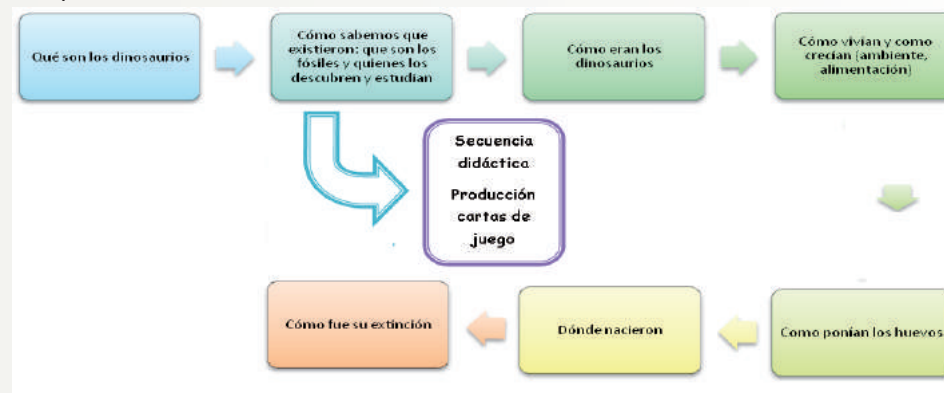 Qué son los dinosaurios
Cómo sabemos que
existieron: que son los
fósiles y quienes los
descubren y estudian
Cómo eran los
dinosaurios
Cómo vivían y como
crecían (ambiente,
alimentación)
Secuencia
didáctica
Producción
cartas de
juego
Como ponían los huevos
Dónde nacieron
Cómo fue su extinción